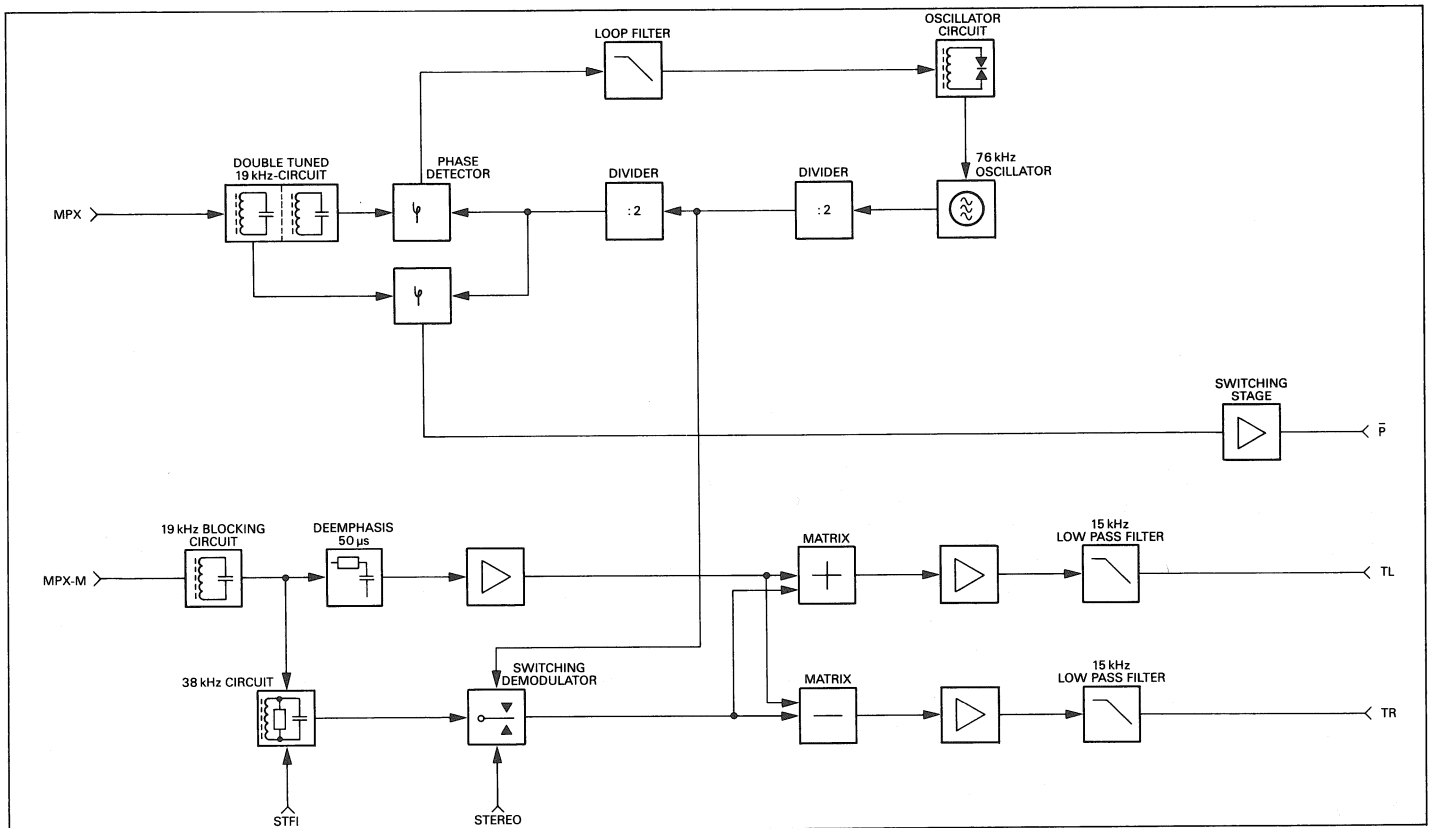 OSCILLATOR
CIRCUIT
LOOP FILTER
DOUBLE TUNED
19 kHz-CIRCUIT
PHASE
DETECTOR
DIVIDER
DIVIDER
76 kHz
OSCILLATOR
MPX
φ
: 2
: 2
φ
SWITCHING
STAGE
P̄
19 kHz BLOCKING
CIRCUIT
DEEMPHASIS
50 µs
MATRIX
15 kHz
LOW PASS FILTER
MPX-M
+
TL
38 kHz CIRCUIT
SWITCHING
DEMODULATOR
MATRIX
15 kHz
LOW PASS FILTER
—
TR
STFI
STEREO